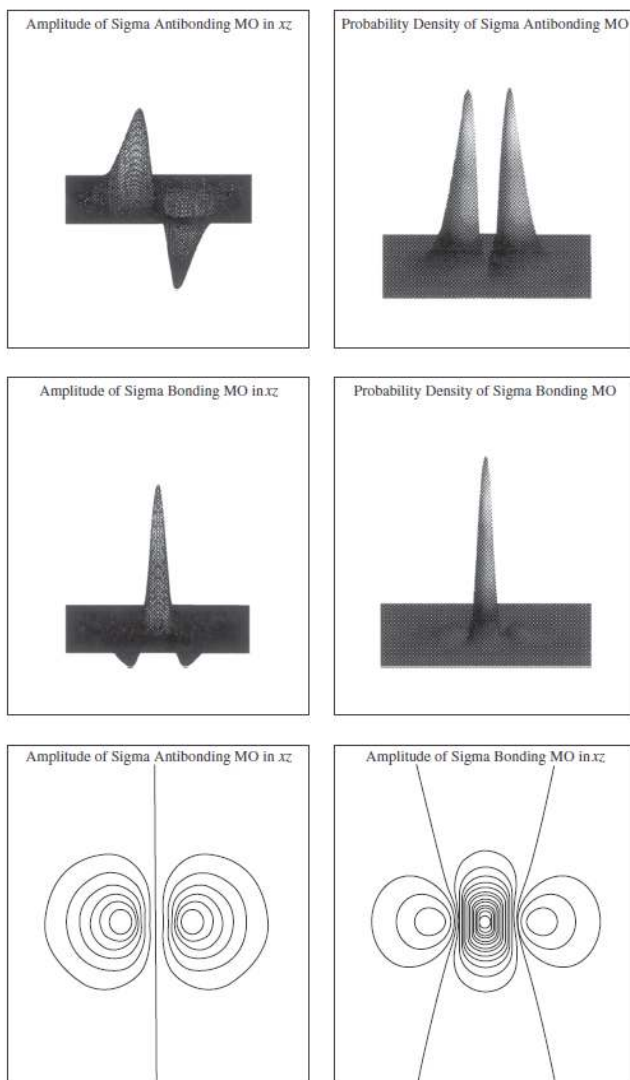 Amplitude of Sigma Antibonding MO in xz
Probability Density of Sigma Antibonding MO
Amplitude of Sigma Bonding MO in xz
Probability Density of Sigma Bonding MO
Amplitude of Sigma Antibonding MO in xz
Amplitude of Sigma Bonding MO in xz